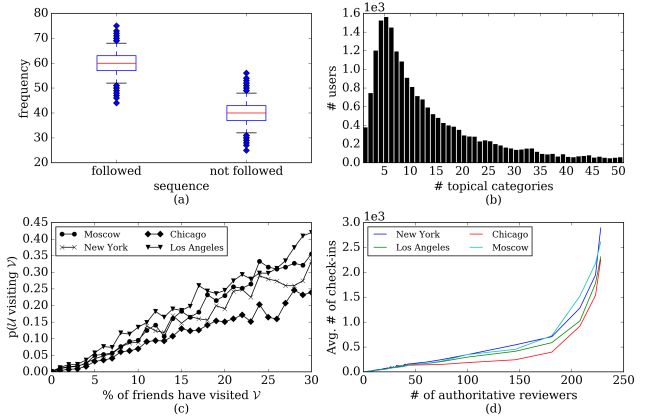 80
70
60
50
40
30
20
frequency
followed
not followed
sequence
(a)
1.6 1e3
1.4
1.2
1.0
0.8
0.6
0.4
0.2
0.0
# users
5 10 15 20 25 30 35 40 45 50
# topical categories
(b)
0.45
0.40
0.35
0.30
0.25
0.20
0.15
0.10
0.05
0.00
p(𝒰 visiting 𝒱)
Moscow
New York
Chicago
Los Angeles
0 5 10 15 20 25 30
% of friends have visited 𝒱
(c)
3.0 1e3
2.5
2.0
1.5
1.0
0.5
0.0
Avg. # of check-ins
New York
Los Angeles
Chicago
Moscow
0 50 100 150 200 250
# of authoritative reviewers
(d)